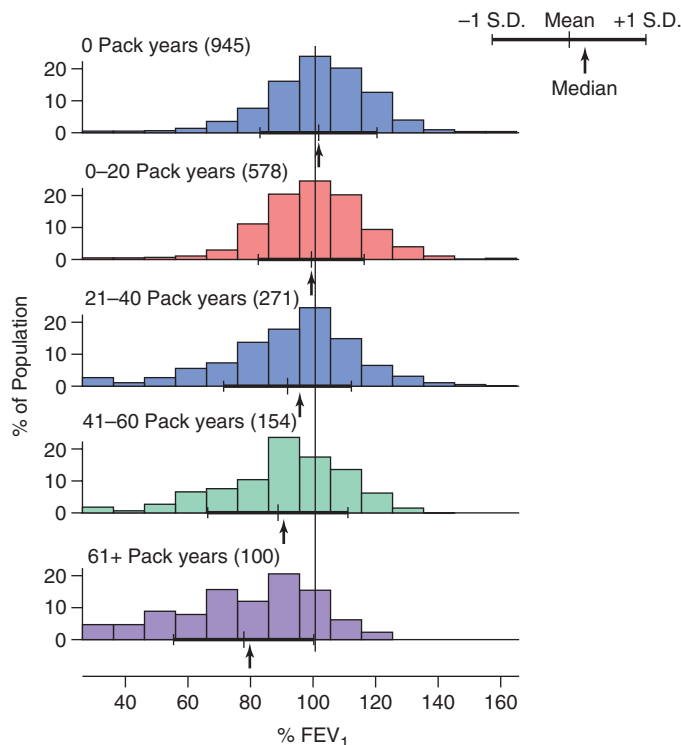 −1 S.D. Mean +1 S.D.
Median
0 Pack years (945)
20
10
0
0–20 Pack years (578)
20
10
0
21–40 Pack years (271)
20
10
0
41–60 Pack years (154)
20
10
0
61+ Pack years (100)
20
10
0
% of Population
40 60 80 100 120 140 160
% FEV₁